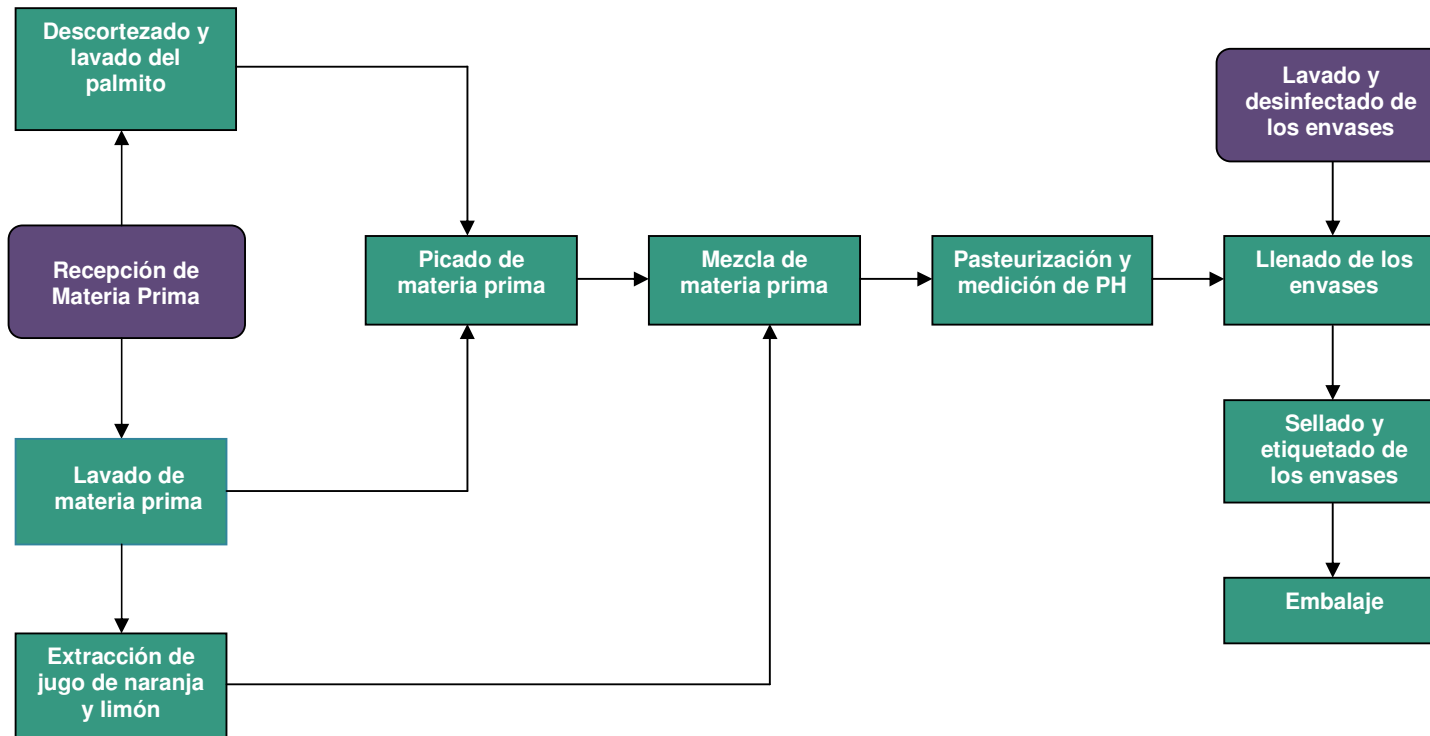 Descortezado y
lavado del
palmito
Lavado y
desinfectado de
los envases
Recepción de
Materia Prima
Picado de
materia prima
Mezcla de
materia prima
Pasteurización y
medición de PH
Llenado de los
envases
Lavado de
materia prima
Sellado y
etiquetado de
los envases
Embalaje
Extracción de
jugo de naranja
y limón